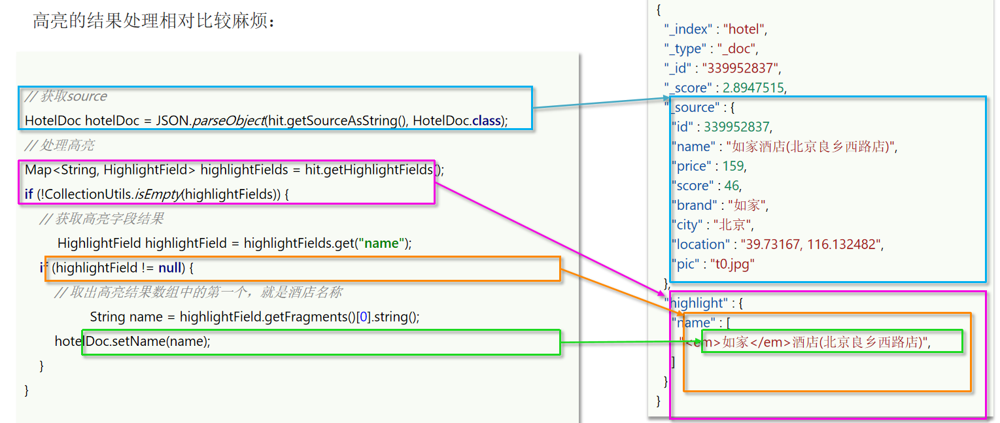 高亮的结果处理相对比较麻烦：
// 获取source
HotelDoc hotelDoc = JSON.parseObject(hit.getSourceAsString(), HotelDoc.class);
// 处理高亮
Map<String, HighlightField> highlightFields = hit.getHighlightFields();
if (!CollectionUtils.isEmpty(highlightFields)) {
// 获取高亮字段结果
HighlightField highlightField = highlightFields.get("name");
if (highlightField != null) {
// 取出高亮结果数组中的第一个，就是酒店名称
String name = highlightField.getFragments()[0].string();
hotelDoc.setName(name);
}
}
{
"_index" : "hotel",
"_type" : "_doc",
"_id" : "339952837",
"_score" : 2.8947515,
"_source" : {
"id" : 339952837,
"name" : "如家酒店(北京良乡西路店)",
"price" : 159,
"score" : 46,
"brand" : "如家",
"city" : "北京",
"location" : "39.73167, 116.132482",
"pic" : "t0.jpg"
},
"highlight" : {
"name" : [
"<em>如家</em>酒店(北京良乡西路店)",
]
}
}